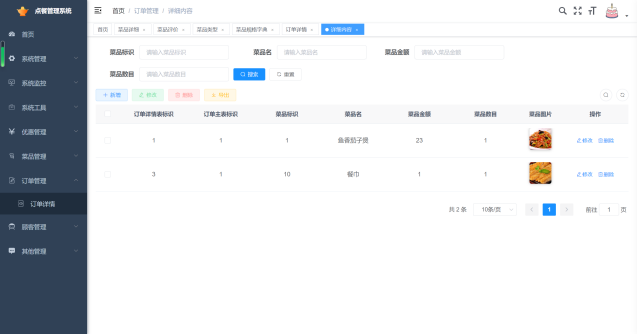 点餐管理系统
首页 / 订单管理 / 详细内容
首页 菜品详细 × 菜品评价 × 菜品类型 × 菜品规格字典 × 订单详情 × 详情内容 ×
首页
系统管理
系统监控
系统工具
优惠管理
菜品管理
订单管理
订单详情
顾客管理
其他管理
菜品标识 请输入菜品标识 菜品名 请输入菜品名 菜品金额 请输入菜品金额
菜品数目 请输入菜品数目 搜索 重置
+ 新增 修改 删除 导出
订单详情表标识 订单主表标识 菜品标识 菜品名 菜品金额 菜品数目 菜品图片 操作
1 1 1 鱼香茄子煲 23 1 修改 删除
3 1 10 餐巾 1 1 修改 删除
共 2 条 10条/页 1 前往 1 页